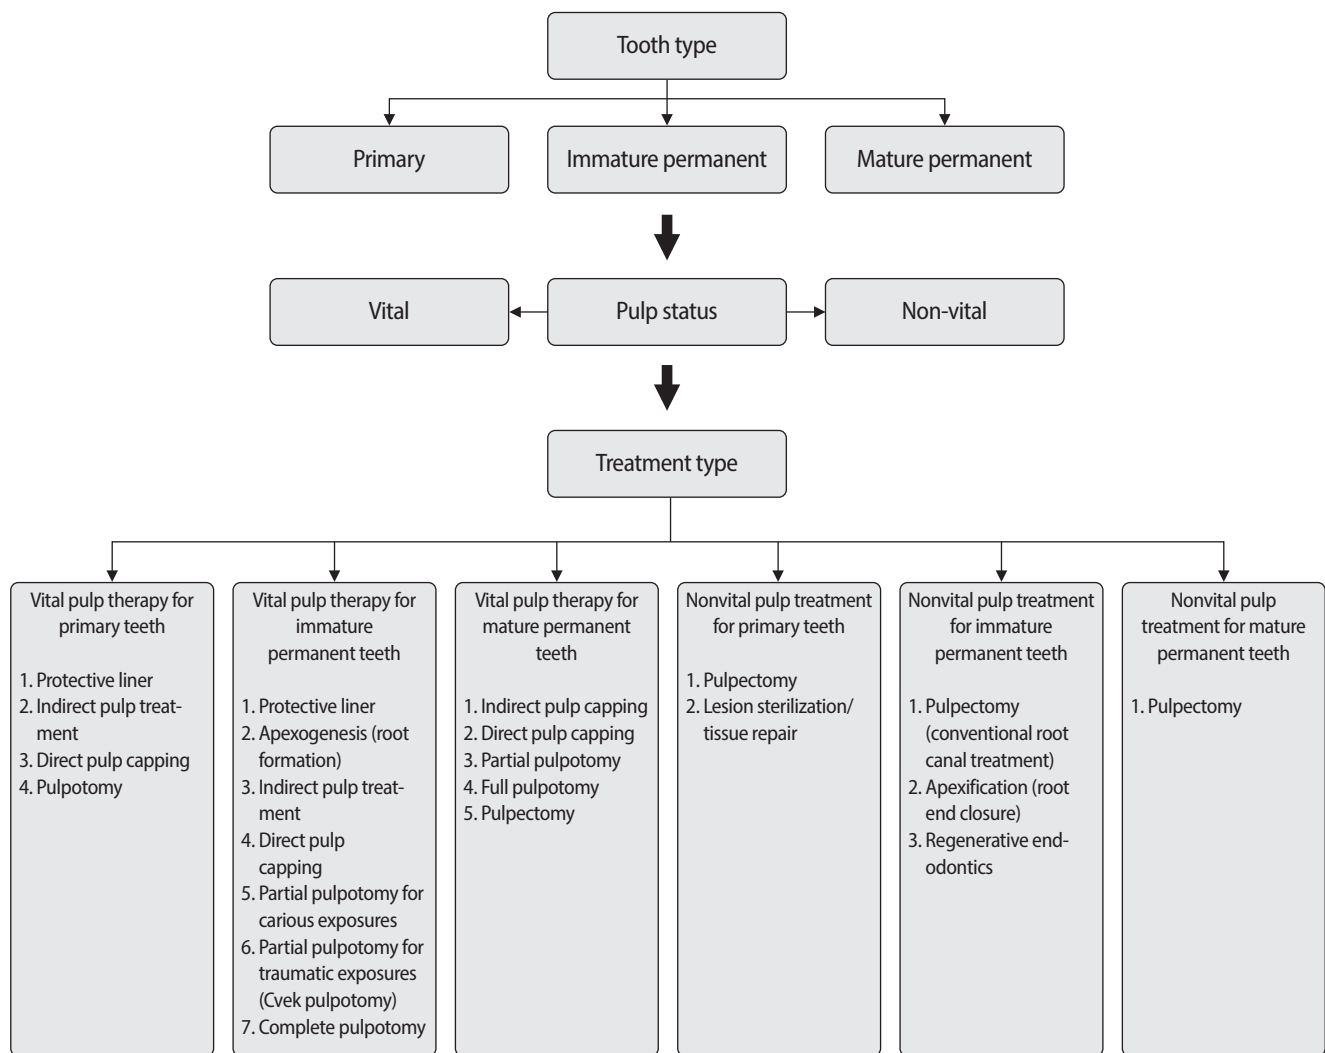 Tooth type
Primary
Immature permanent
Mature permanent
Vital
Pulp status
Non-vital
Treatment type
Vital pulp therapy for
primary teeth
1. Protective liner
2. Indirect pulp treat-
ment
3. Direct pulp capping
4. Pulpotomy
Vital pulp therapy for
immature
permanent teeth
1. Protective liner
2. Apexogenesis (root
formation)
3. Indirect pulp treat-
ment
4. Direct pulp
capping
5. Partial pulpotomy for
carious exposures
6. Partial pulpotomy for
traumatic exposures
(Cvek pulpotomy)
7. Complete pulpotomy
Vital pulp therapy for
mature permanent
teeth
1. Indirect pulp capping
2. Direct pulp capping
3. Partial pulpotomy
4. Full pulpotomy
5. Pulpectomy
Nonvital pulp treatment
for primary teeth
1. Pulpectomy
2. Lesion sterilization/
tissue repair
Nonvital pulp treatment
for immature
permanent teeth
1. Pulpectomy
(conventional root
canal treatment)
2. Apexification (root
end closure)
3. Regenerative end-
odontics
Nonvital pulp
treatment for mature
permanent teeth
1. Pulpectomy